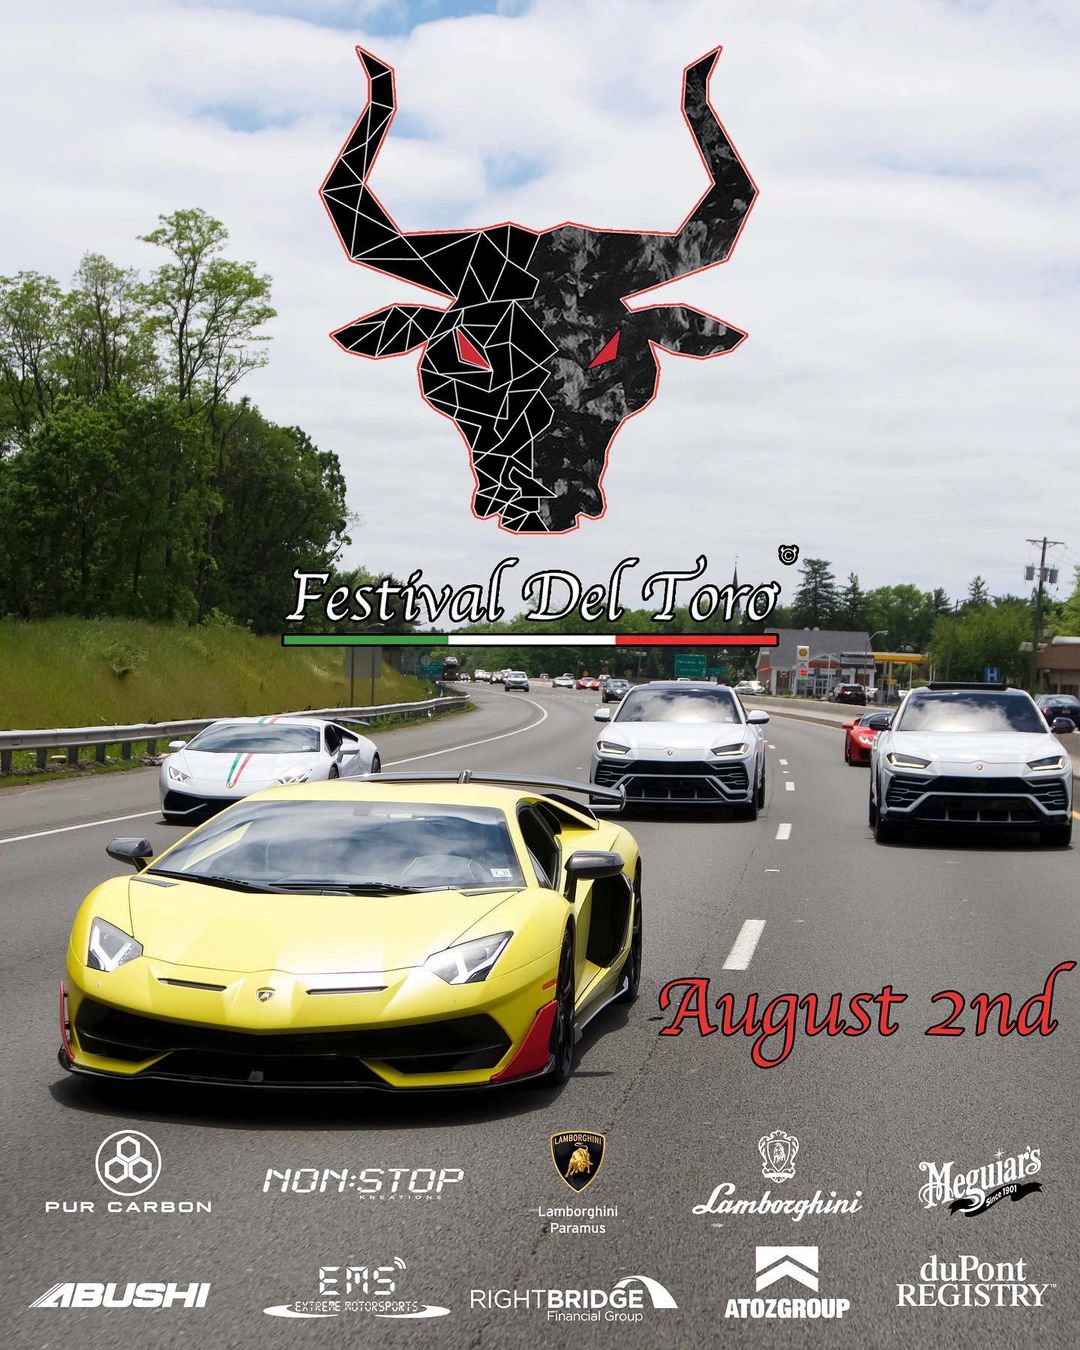 Festival Del Toro
©
August 2nd
PUR CARBON
NON:STOP
KREATIONS
LAMBORGHINI
Lamborghini
Paramus
Lamborghini
Meguiar's
Since 1901
ABUSHI
EMS
EXTREME MOTORSPORTS
RIGHTBRIDGE
Financial Group
ATOZGROUP
duPont
REGISTRY™
H